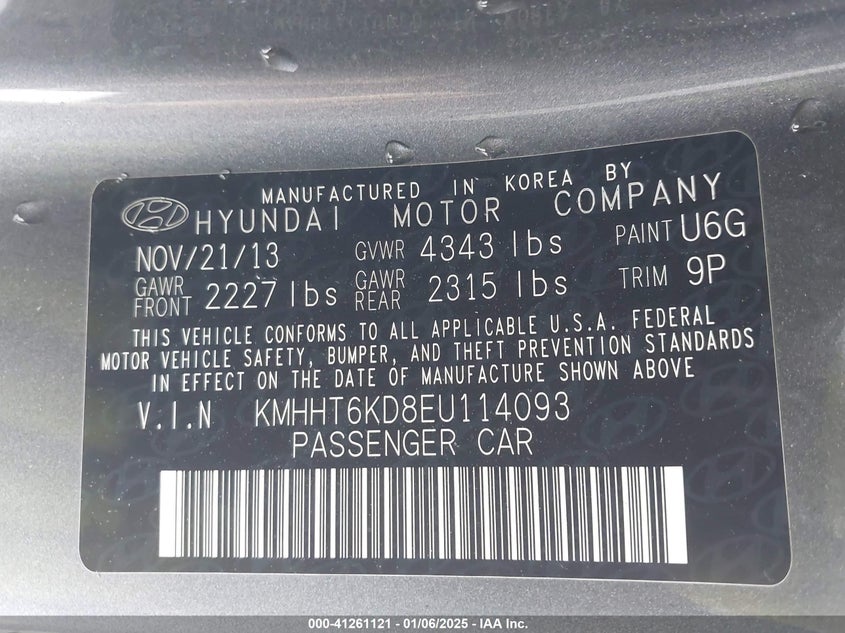 MANUFACTURED IN KOREA BY
HYUNDAI MOTOR COMPANY
NOV/21/13 GVWR 4343 lbs PAINT U6G
GAWR FRONT 2227 lbs GAWR REAR 2315 lbs TRIM 9P
THIS VEHICLE CONFORMS TO ALL APPLICABLE U.S.A. FEDERAL
MOTOR VEHICLE SAFETY, BUMPER, AND THEFT PREVENTION STANDARDS
IN EFFECT ON THE DATE OF MANUFACTURE SHOWN ABOVE
V.I.N KMHHT6KD8EU114093
PASSENGER CAR
000-41261121 - 01/06/2025 - IAA Inc.